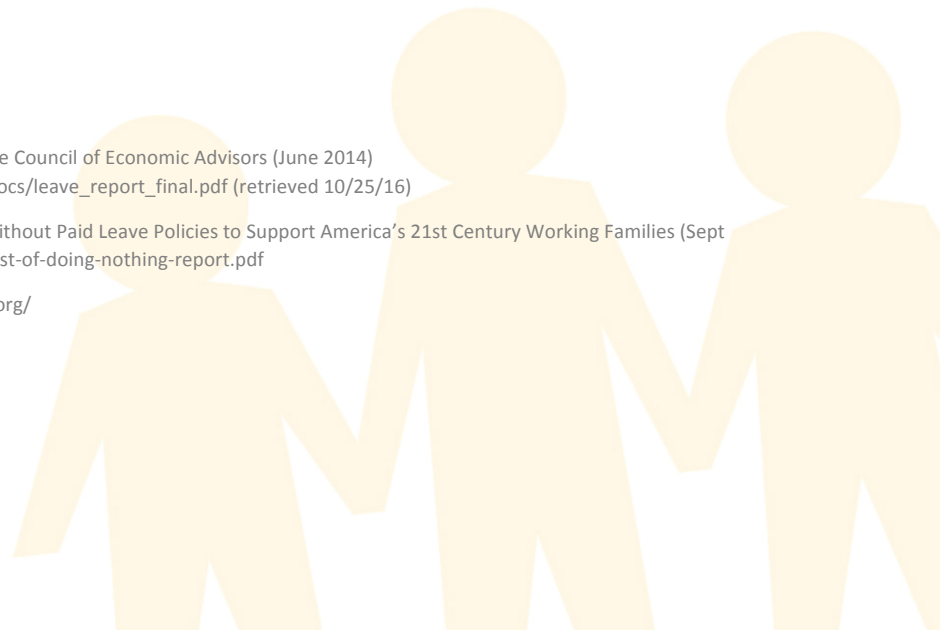 e Council of Economic Advisors (June 2014)
ocs/leave_report_final.pdf (retrieved 10/25/16)
ithout Paid Leave Policies to Support America's 21st Century Working Families (Sept
st-of-doing-nothing-report.pdf
org/